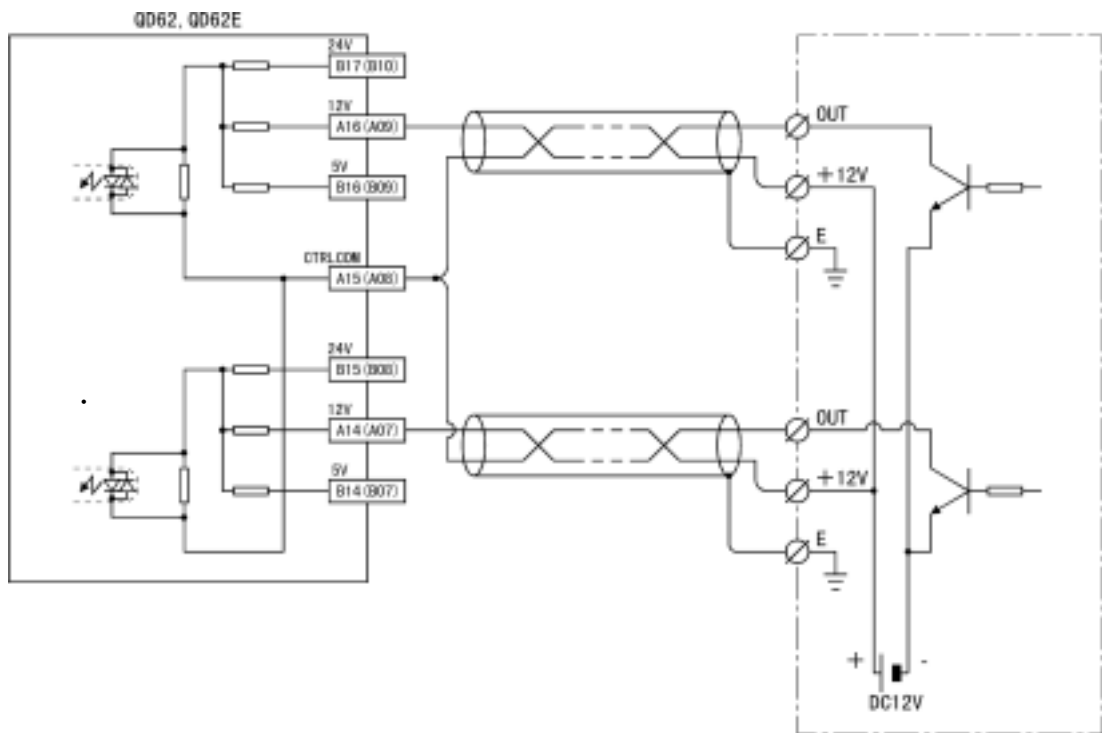 QD62, QD62E
24V
B17(B10)
12V
A16(A09)
5V
B16(B09)
CTRLCOM
A15(A08)
24V
B15(B08)
12V
A14(A07)
5V
B14(B07)
OUT
+12V
E
OUT
+12V
E
+ -
DC12V